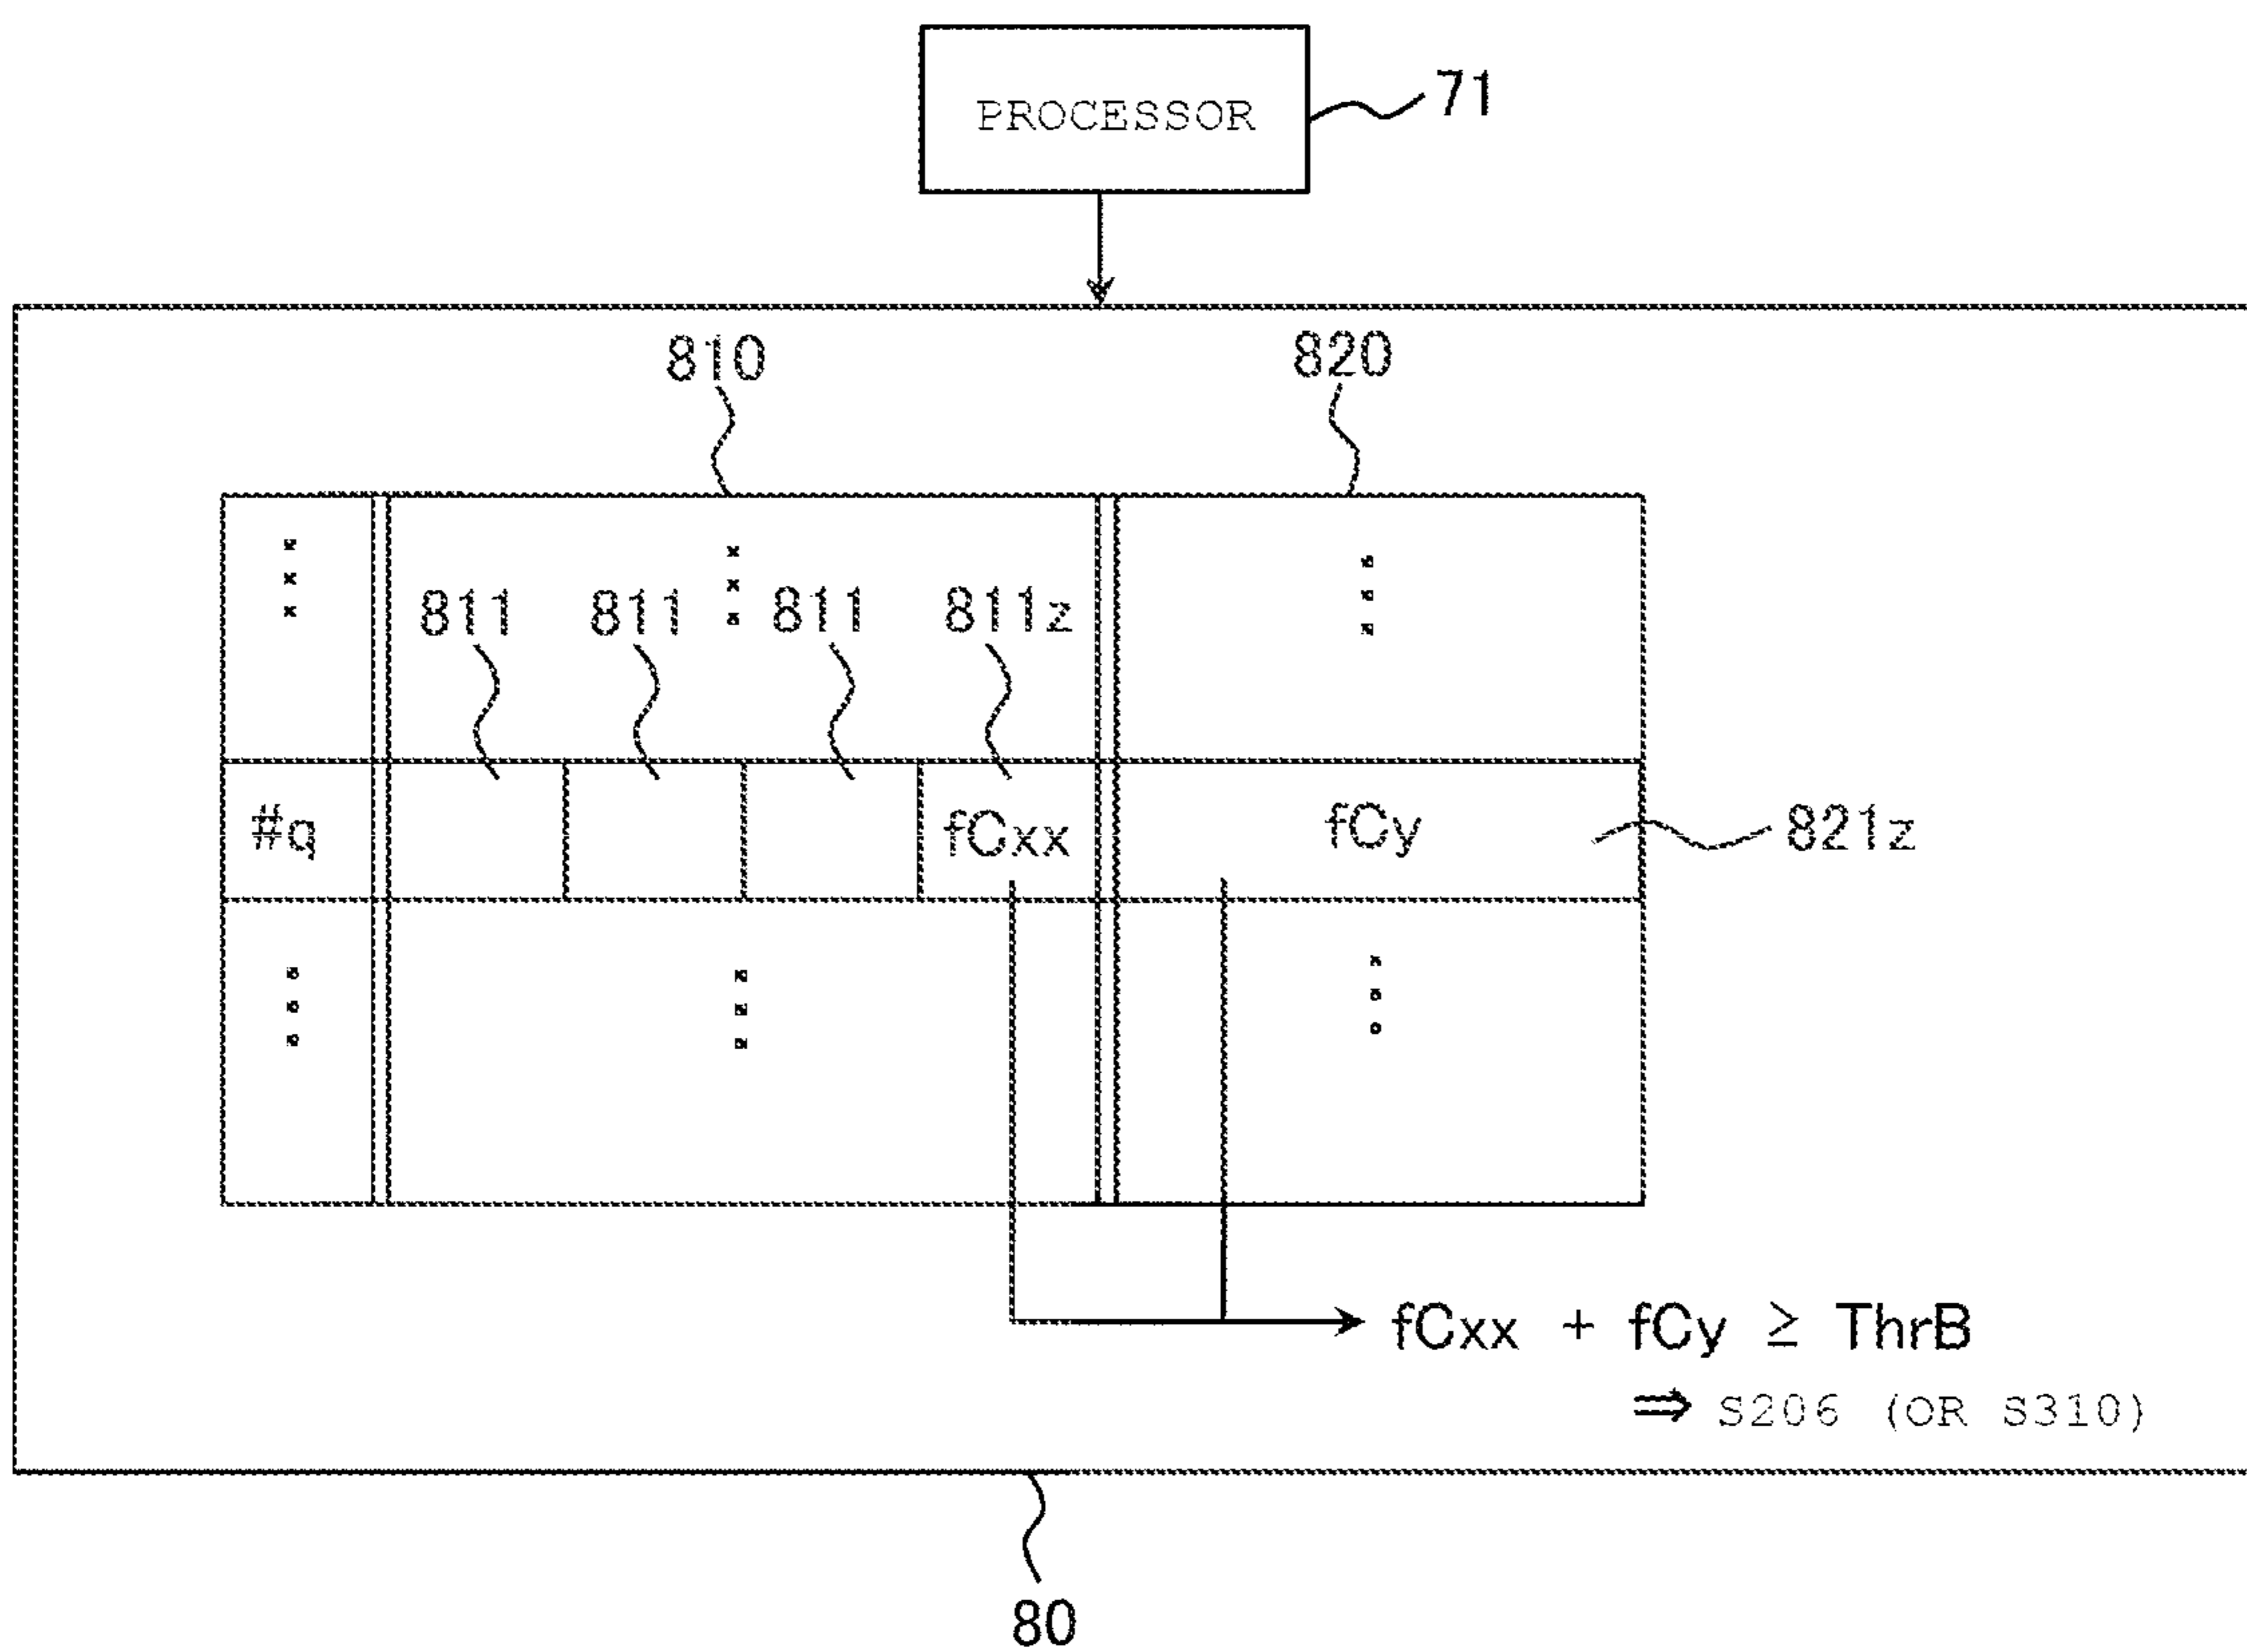 PROCESSOR
71
810
820
811
811
811
811z
#q
fCxx
fCy
821z
fCxx + fCy ≧ ThrB
⇒ S206 (OR S310)
80